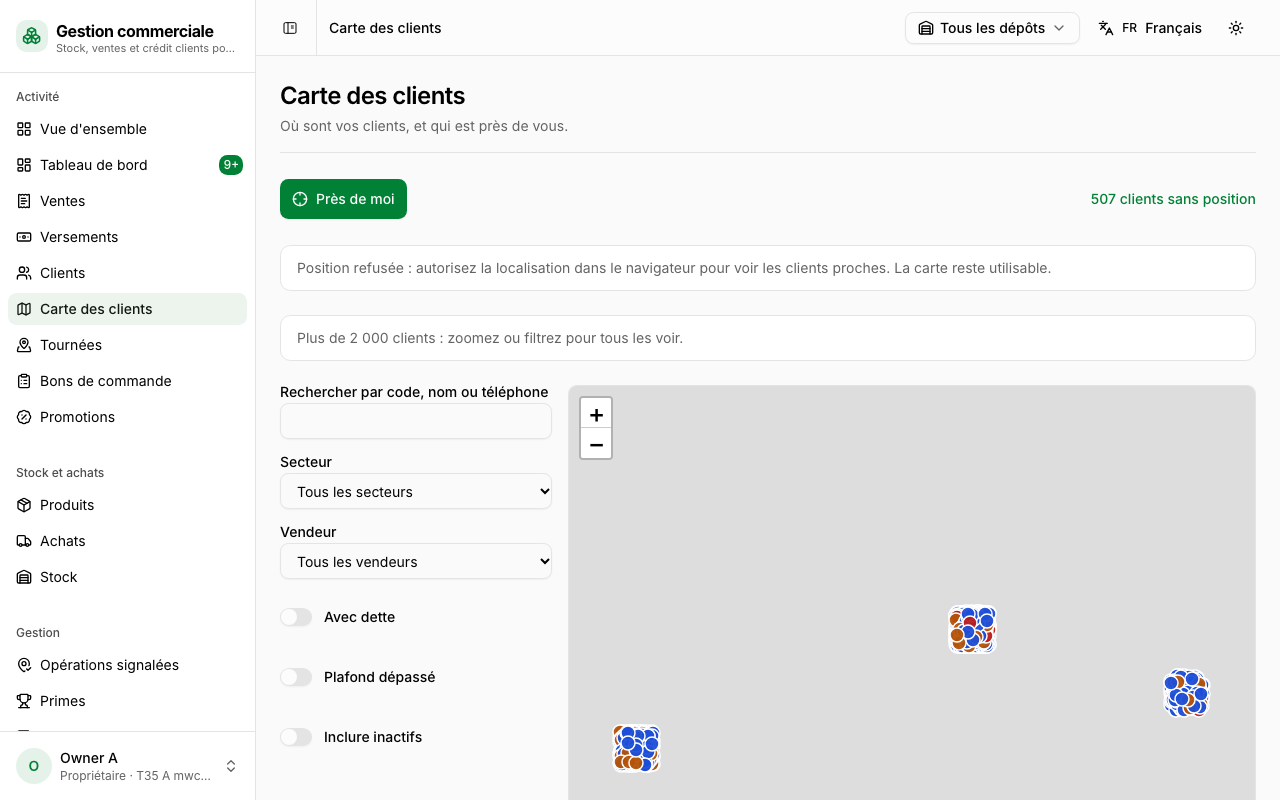 Gestion commerciale
Stock, ventes et crédit clients po...
Activité
Vue d'ensemble
Tableau de bord
9+
Ventes
Versements
Clients
Carte des clients
Tournées
Bons de commande
Promotions
Stock et achats
Produits
Achats
Stock
Gestion
Opérations signalées
Primes
O
Owner A
Propriétaire · T35 A mwc...
Carte des clients
Tous les dépôts
FR Français
Carte des clients
Où sont vos clients, et qui est près de vous.
Près de moi
507 clients sans position
Position refusée : autorisez la localisation dans le navigateur pour voir les clients proches. La carte reste utilisable.
Plus de 2 000 clients : zoomez ou filtrez pour tous les voir.
Rechercher par code, nom ou téléphone
Secteur
Tous les secteurs
Vendeur
Tous les vendeurs
Avec dette
Plafond dépassé
Inclure inactifs
+
−